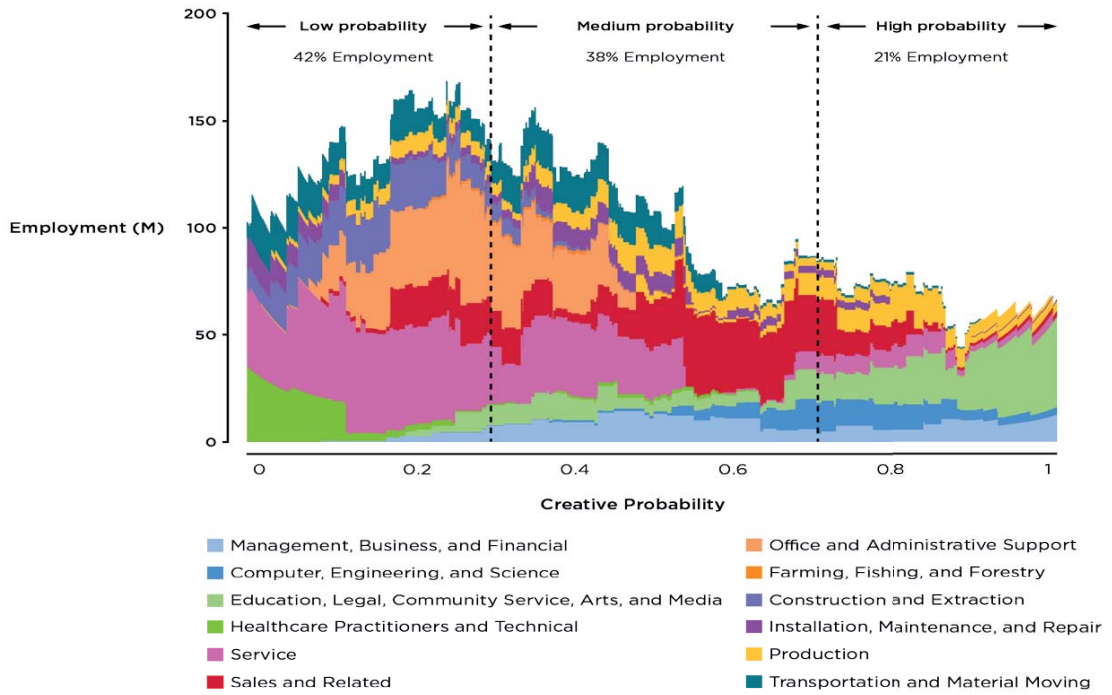 200
Low probability
Medium probability
High probability
42% Employment
38% Employment
21% Employment
150
Employment (M)
100
50
0
0 0.2 0.4 0.6 0.8 1
Creative Probability
Management, Business, and Financial
Computer, Engineering, and Science
Education, Legal, Community Service, Arts, and Media
Healthcare Practitioners and Technical
Service
Sales and Related
Office and Administrative Support
Farming, Fishing, and Forestry
Construction and Extraction
Installation, Maintenance, and Repair
Production
Transportation and Material Moving